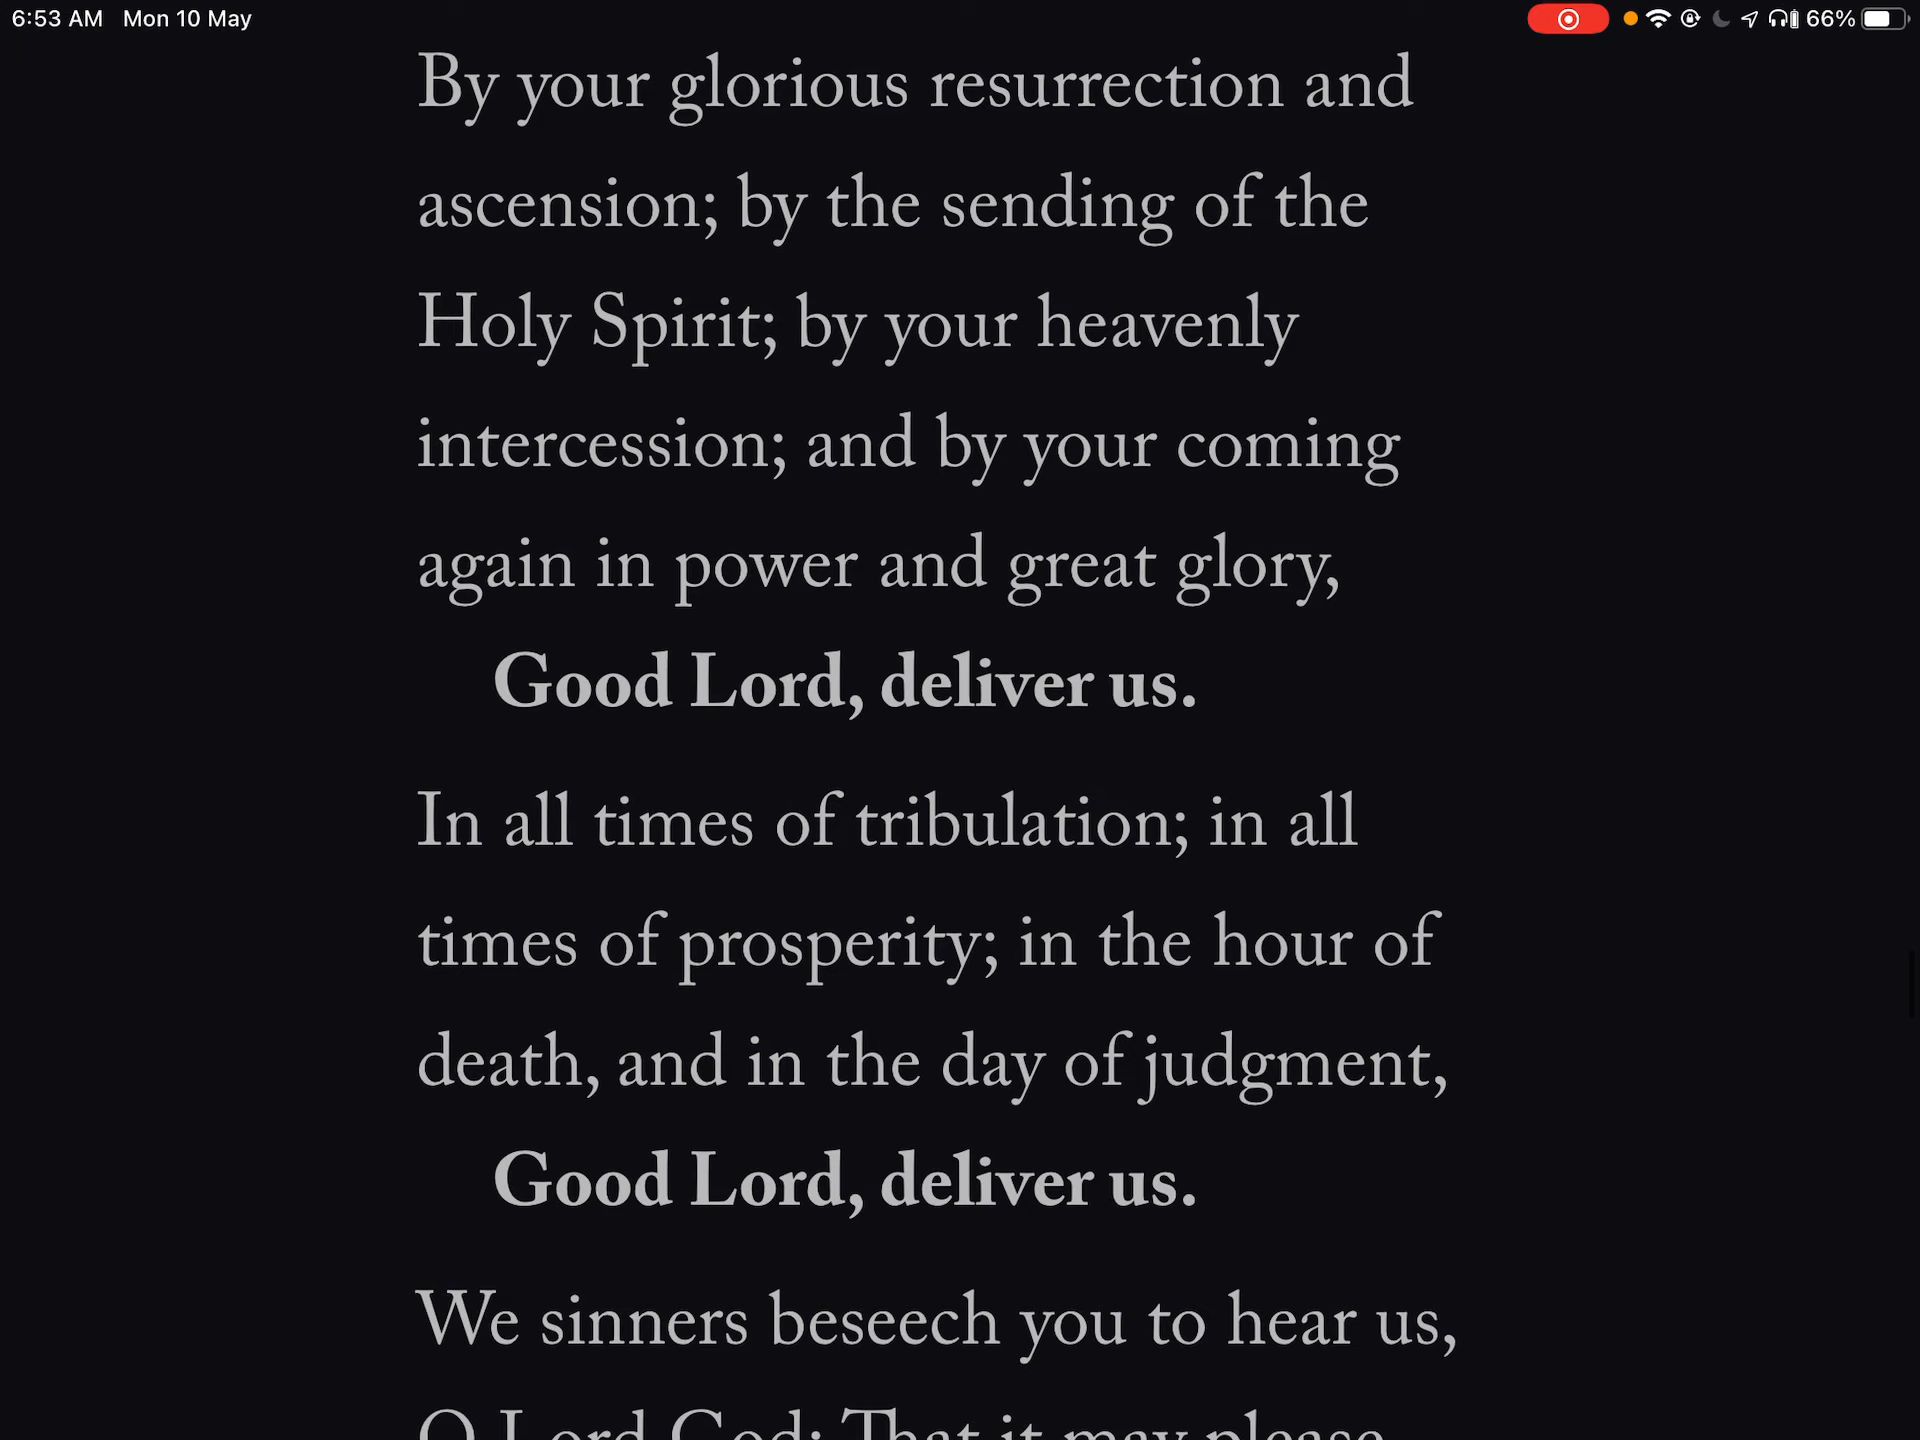 6:53 AM Mon 10 May 66%
By your glorious resurrection and
ascension; by the sending of the
Holy Spirit; by your heavenly
intercession; and by your coming
again in power and great glory,
Good Lord, deliver us.
In all times of tribulation; in all
times of prosperity; in the hour of
death, and in the day of judgment,
Good Lord, deliver us.
We sinners beseech you to hear us,
O Lord God: That it may please